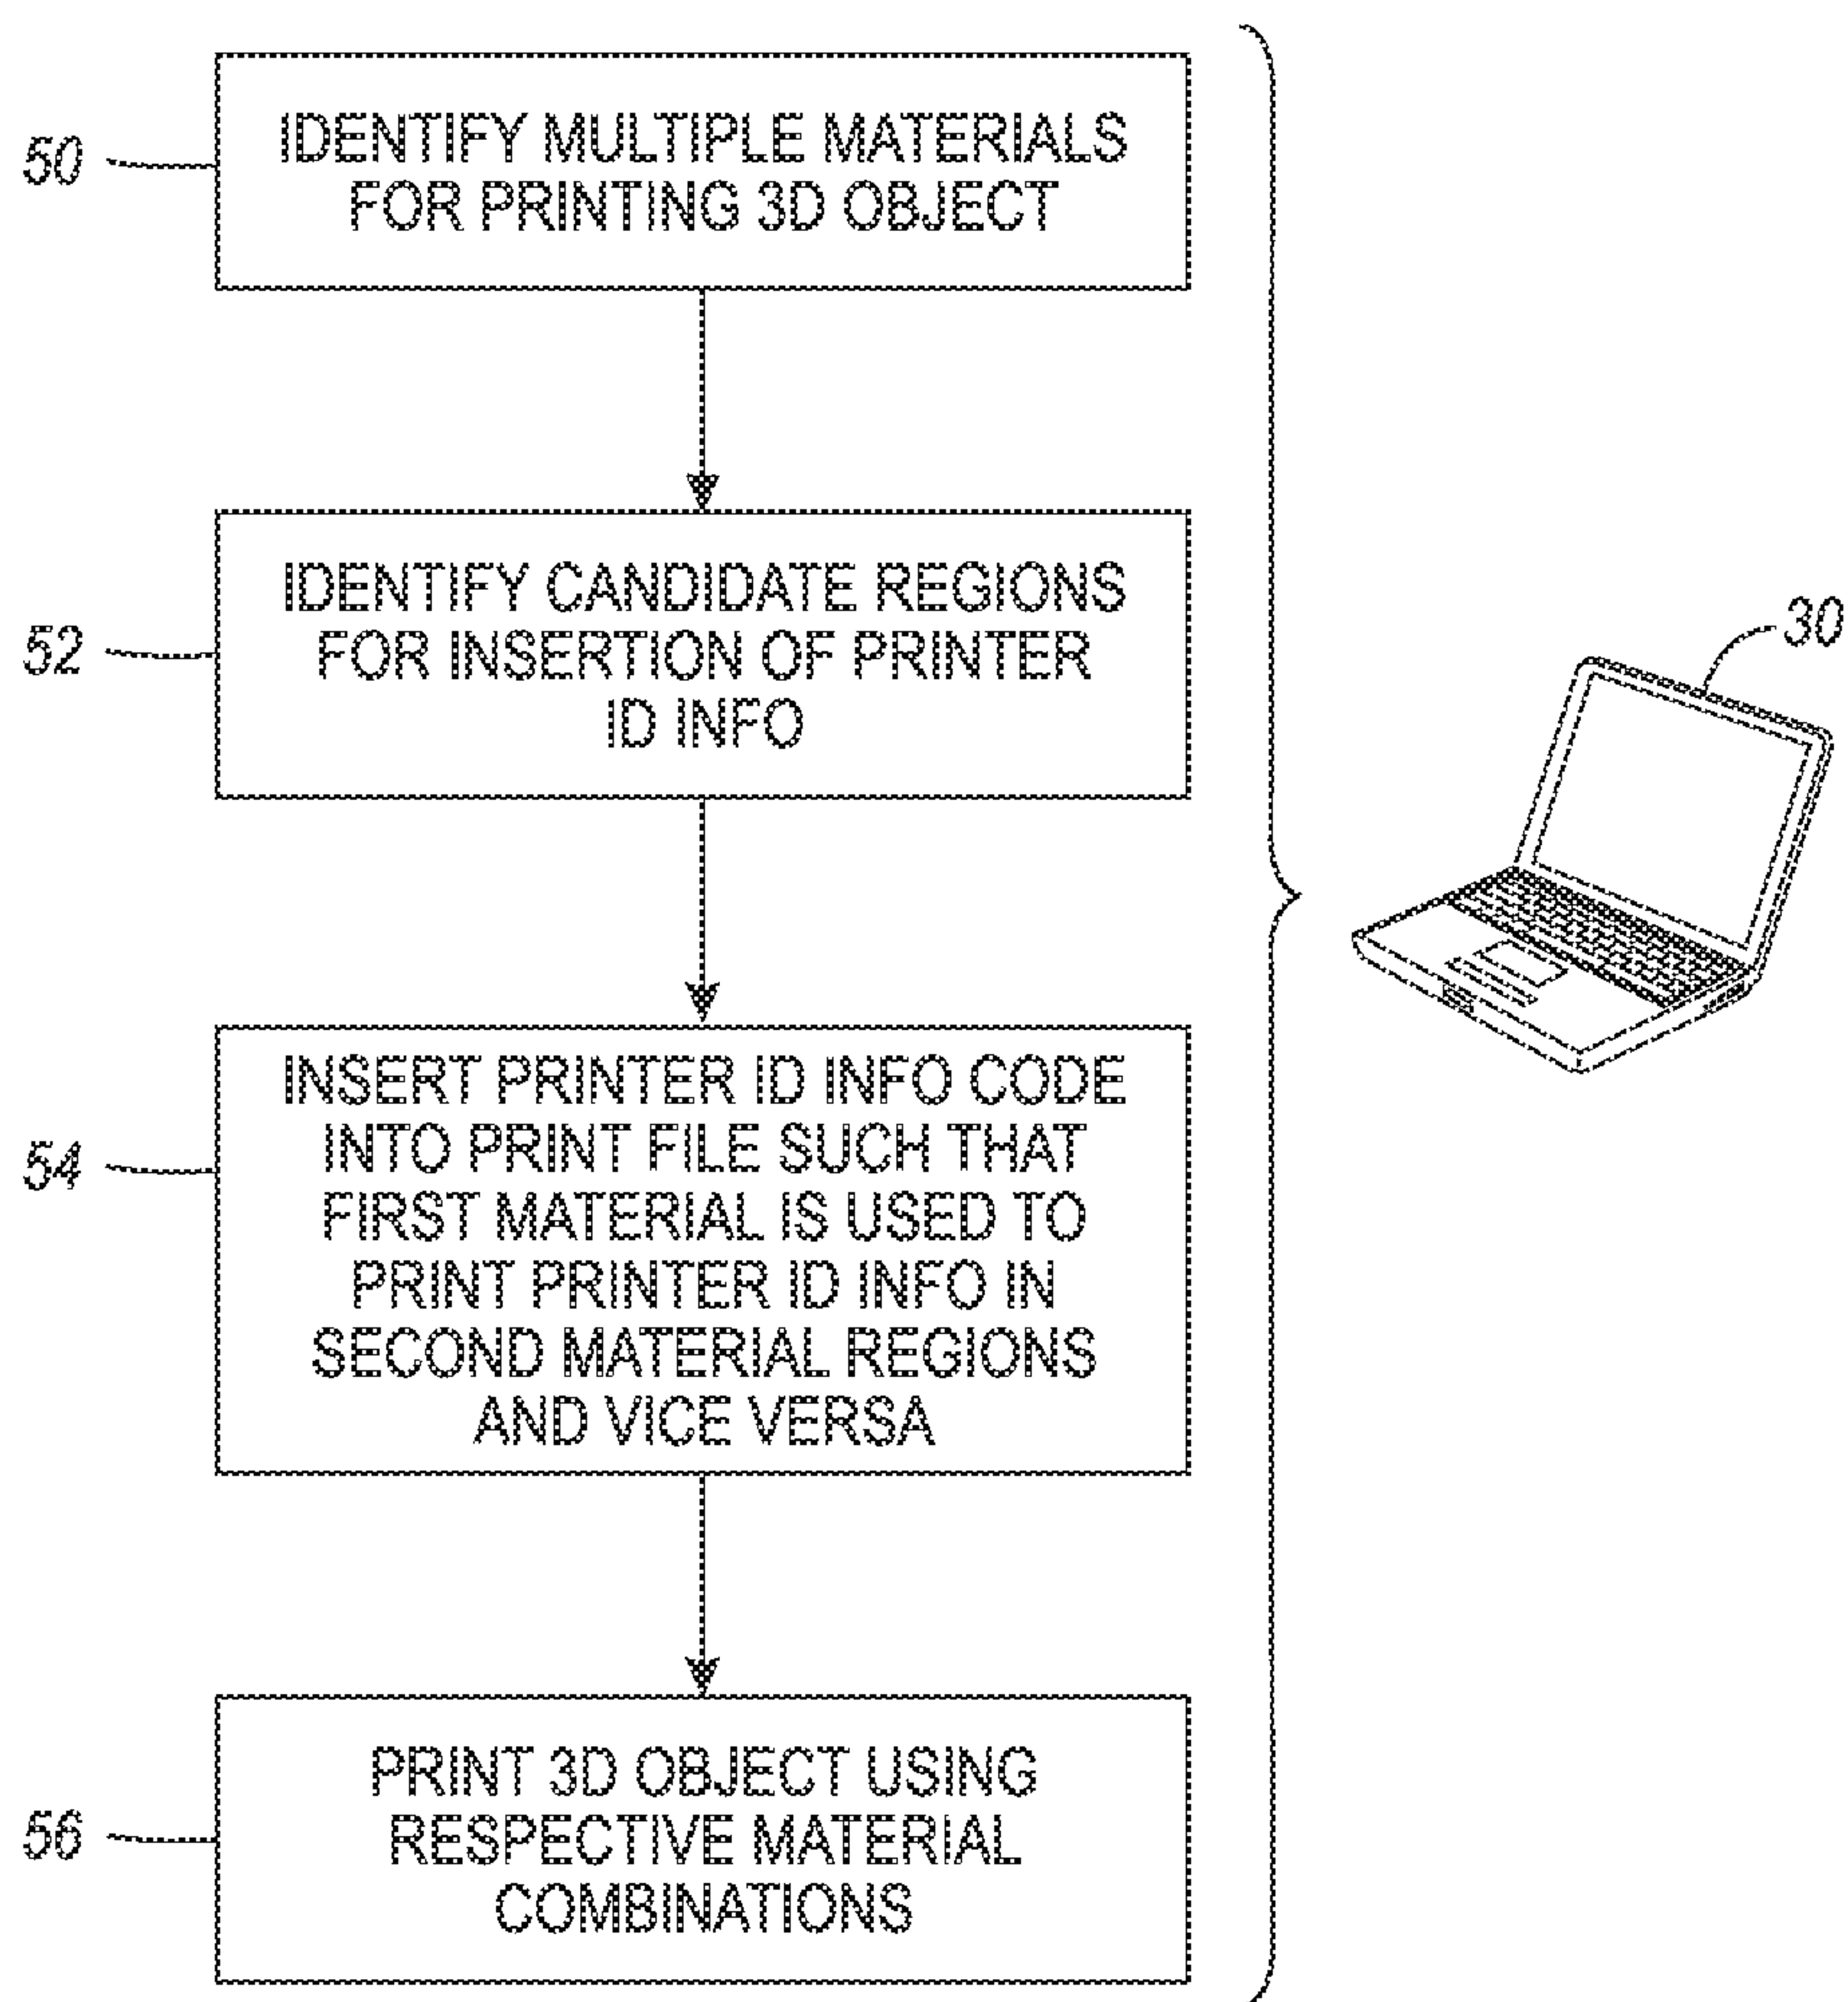 50
IDENTIFY MULTIPLE MATERIALS
FOR PRINTING 3D OBJECT
52
IDENTIFY CANDIDATE REGIONS
FOR INSERTION OF PRINTER
ID INFO
30
54
INSERT PRINTER ID INFO CODE
INTO PRINT FILE SUCH THAT
FIRST MATERIAL IS USED TO
PRINT PRINTER ID INFO IN
SECOND MATERIAL REGIONS
AND VICE VERSA
56
PRINT 3D OBJECT USING
RESPECTIVE MATERIAL
COMBINATIONS